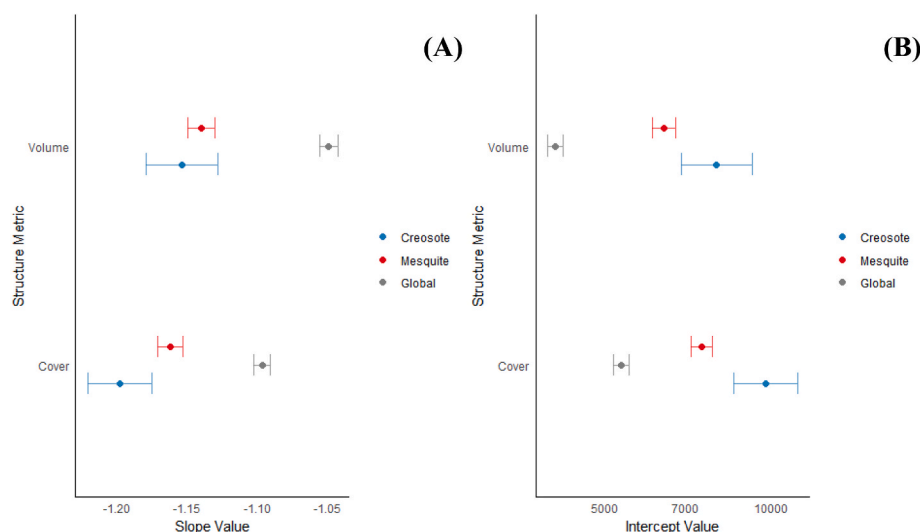 (A)
Structure Metric
Volume
Cover
-1.20 -1.15 -1.10 -1.05
Slope Value
Creosote
Mesquite
Global
(B)
Structure Metric
Volume
Cover
5000 7000 10000
Intercept Value
Creosote
Mesquite
Global